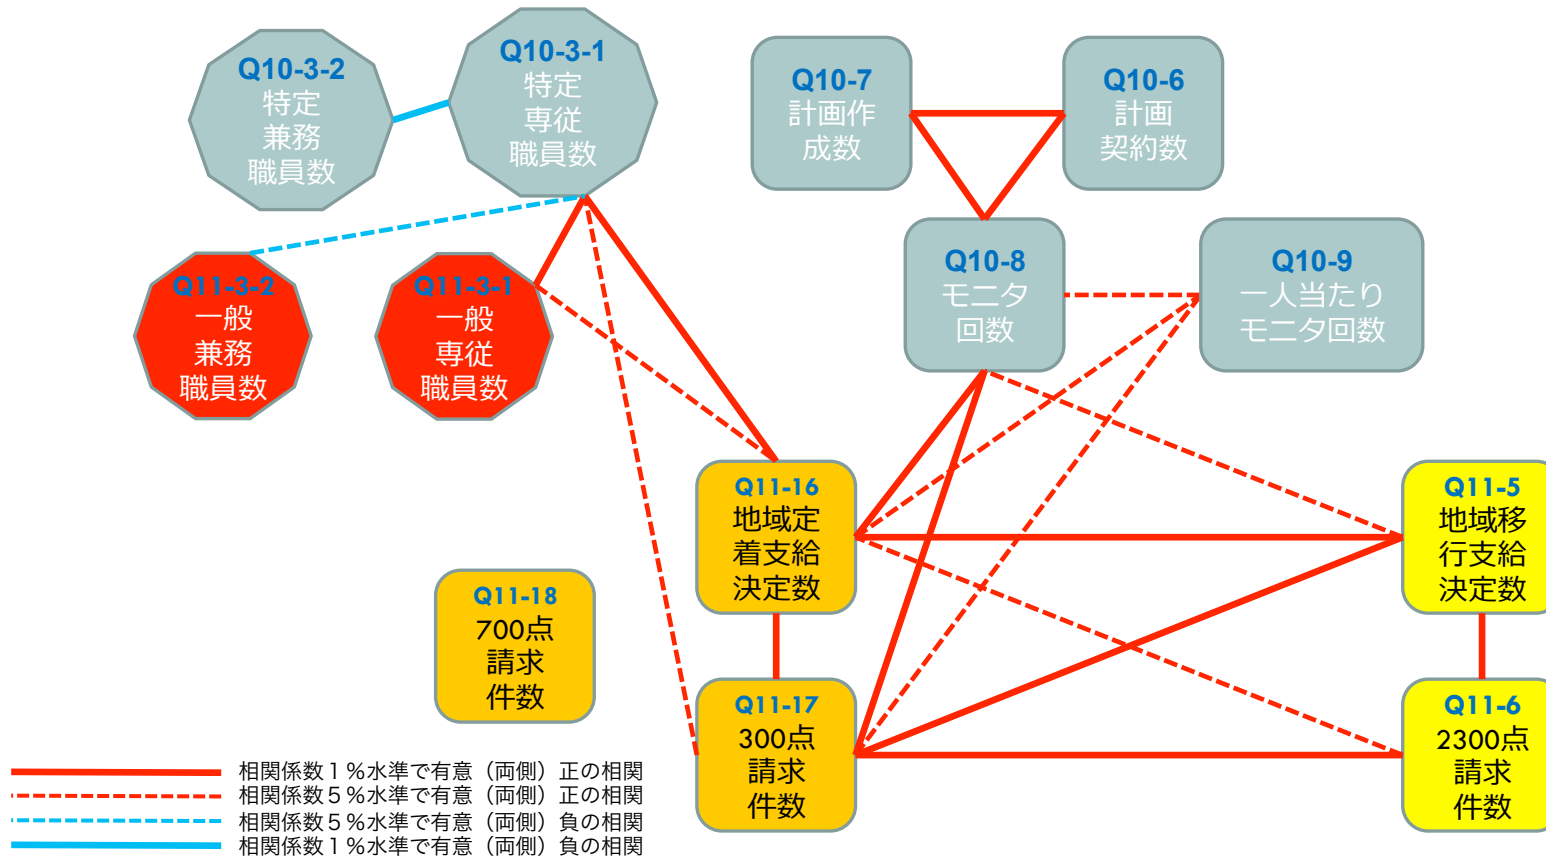 Q10-3-2
特定
兼務
職員数
Q10-3-1
特定
専従
職員数
Q10-7
計画作
成数
Q10-6
計画
契約数
Q11-3-2
一般
兼務
職員数
Q11-3-1
一般
専従
職員数
Q10-8
モニタ
回数
Q10-9
一人当たり
モニタ回数
Q11-16
地域定
着支給
決定数
Q11-5
地域移
行支給
決定数
Q11-18
700点
請求
件数
Q11-17
300点
請求
件数
Q11-6
2300点
請求
件数
相関係数1％水準で有意（両側）正の相関
相関係数5％水準で有意（両側）正の相関
相関係数5％水準で有意（両側）負の相関
相関係数1％水準で有意（両側）負の相関